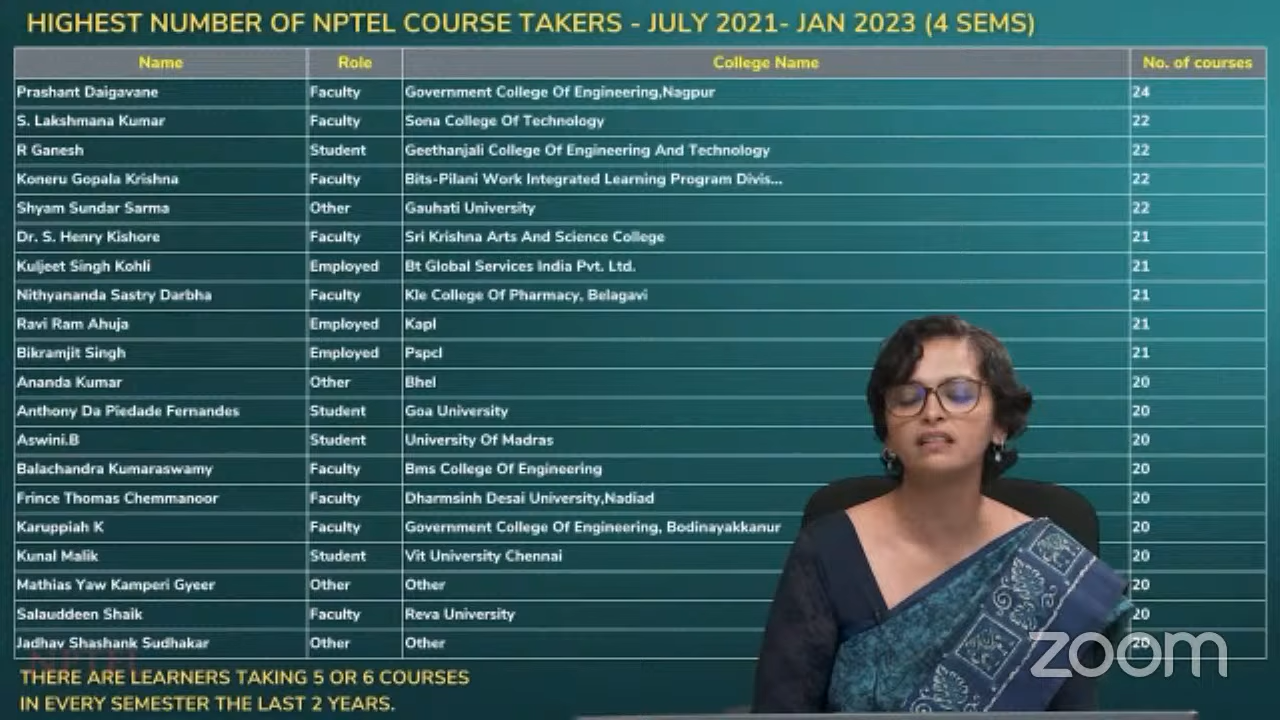 HIGHEST NUMBER OF NPTEL COURSE TAKERS - JULY 2021- JAN 2023 (4 SEMS)
Name Role College Name No. of courses
Prashant Daigavane Faculty Government College Of Engineering,Nagpur 24
S. Lakshmana Kumar Faculty Sona College Of Technology 22
R Ganesh Student Geethanjali College Of Engineering And Technology 22
Koneru Gopala Krishna Faculty Bits-Pilani Work Integrated Learning Program Divis... 22
Shyam Sundar Sarma Other Gauhati University 22
Dr. S. Henry Kishore Faculty Sri Krishna Arts And Science College 21
Kuljeet Singh Kohli Employed Bt Global Services India Pvt. Ltd. 21
Nithyananda Sastry Darbha Faculty Kle College Of Pharmacy, Belagavi 21
Ravi Ram Ahuja Employed Kapl 21
Bikramjit Singh Employed Pspcl 21
Ananda Kumar Other Bhel 20
Anthony Da Piedade Fernandes Student Goa University 20
Aswini.B Student University Of Madras 20
Balachandra Kumaraswamy Faculty Bms College Of Engineering 20
Frince Thomas Chemmanoor Faculty Dharmsinh Desai University,Nadiad 20
Karuppiah K Faculty Government College Of Engineering, Bodinayakkanur 20
Kunal Malik Student Vit University Chennai 20
Mathias Yaw Kamperi Gyeer Other Other 20
Salauddeen Shaik Faculty Reva University 20
Jadhav Shashank Sudhakar Other Other 20
zoom
NPTEL
THERE ARE LEARNERS TAKING 5 OR 6 COURSES
IN EVERY SEMESTER THE LAST 2 YEARS.